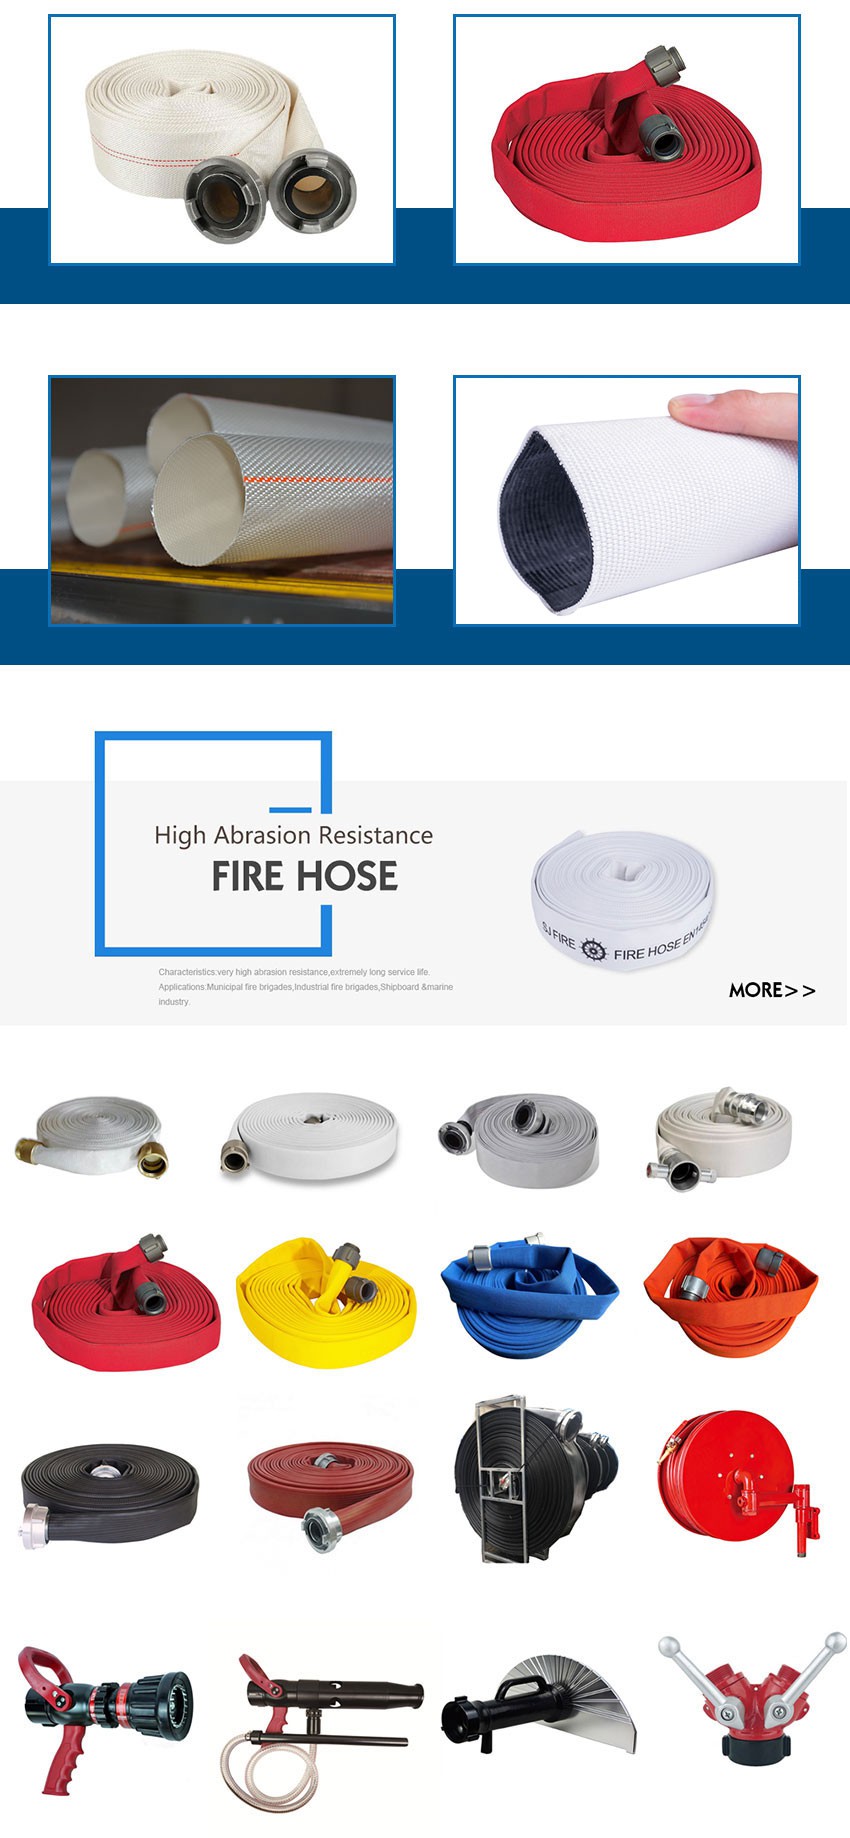 High Abrasion Resistance
FIRE HOSE
SJ FIRE FIRE HOSE
Characteristics:very high abrasion resistance,extremely long service life.
Applications:Municipal fire brigades,Industrial fire brigades,Shipboard &marine
industry.
MORE>>